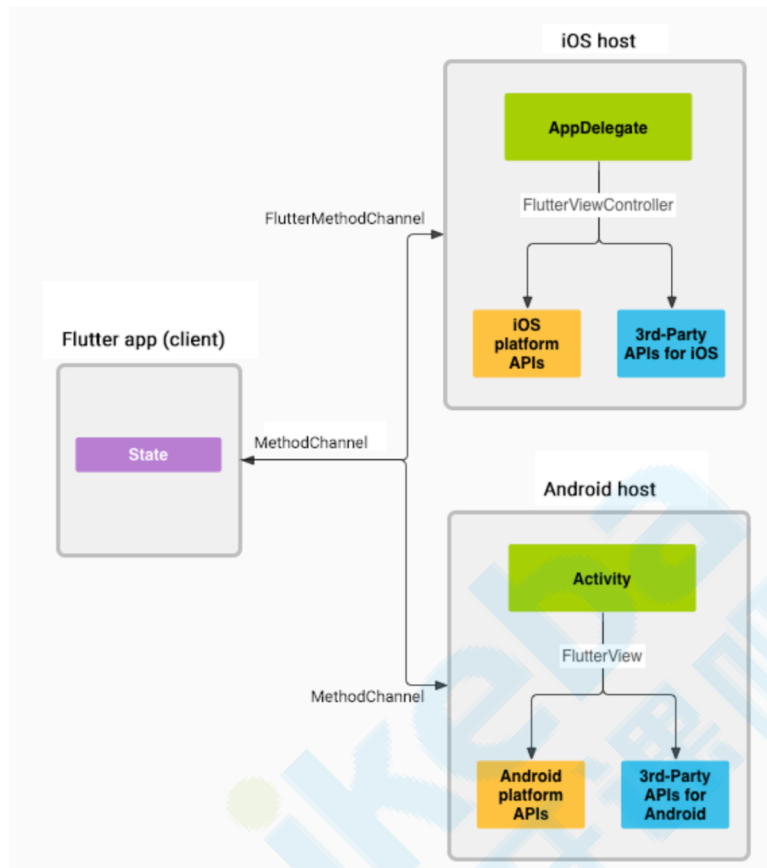 iOS host
AppDelegate
FlutterViewController
FlutterMethodChannel
iOS
platform
APIs
3rd-Party
APIs for iOS
Flutter app (client)
State
MethodChannel
Android host
Activity
FlutterView
MethodChannel
Android
platform
APIs
3rd-Party
APIs for
Android
ikeba